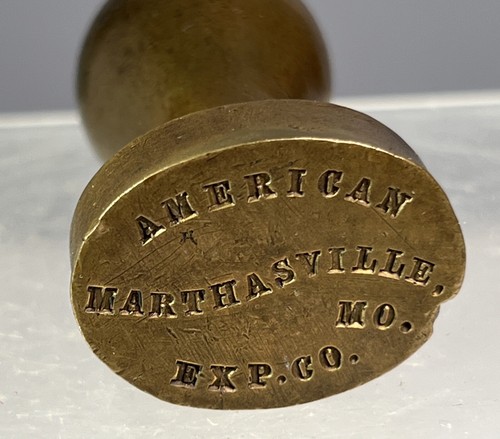 AMERICAN
MARTHASVILLE,
MO.
EXP. CO.